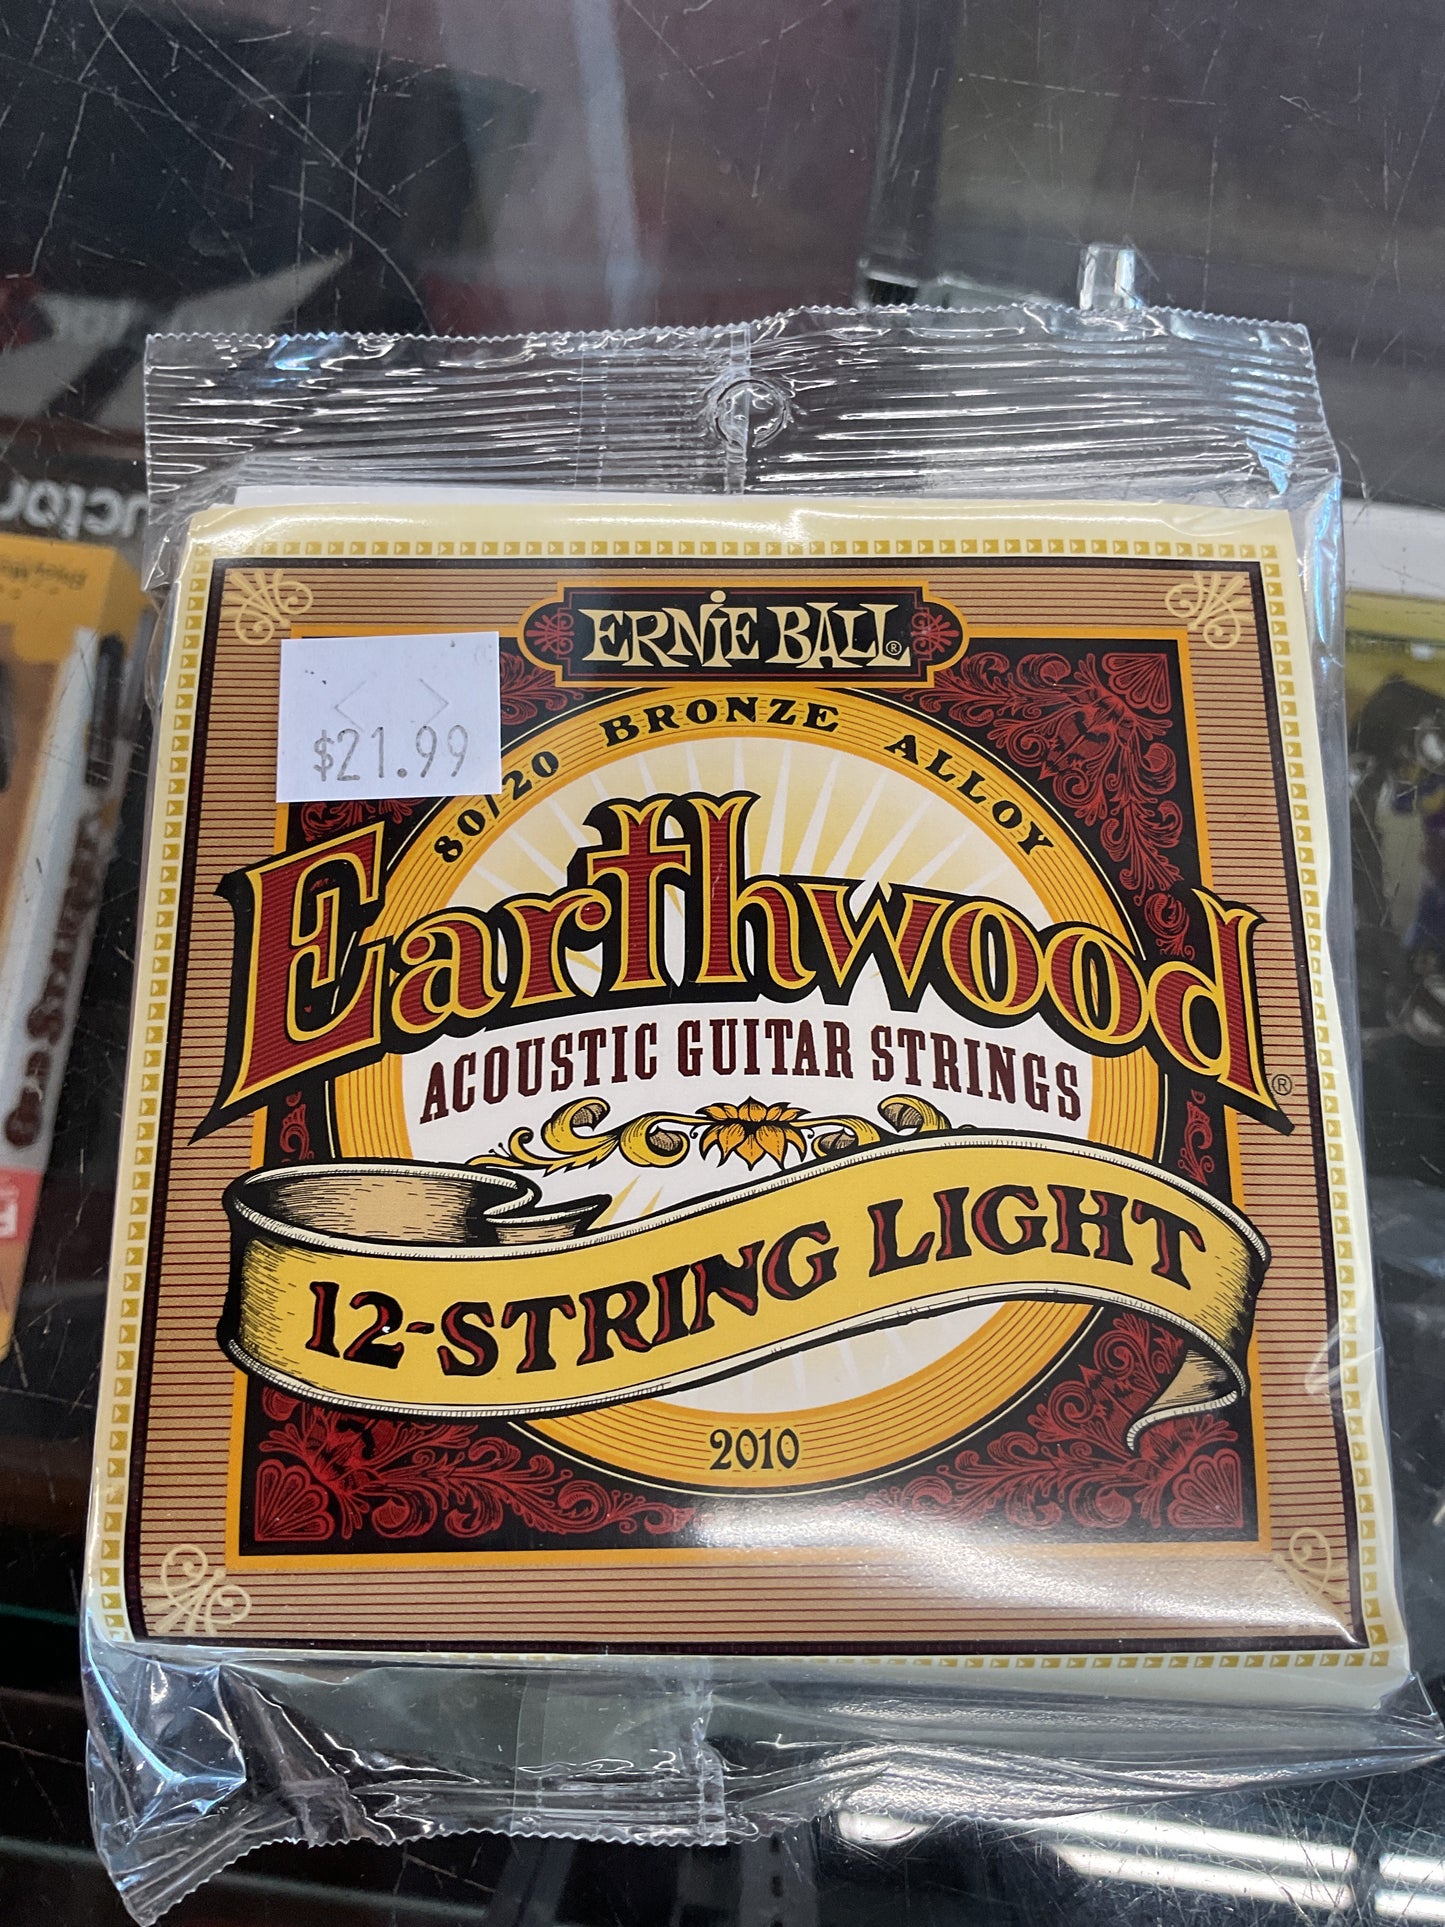 ERNIE BALL®
$21.99
80/20 BRONZE ALLOY
Earthwood®
ACOUSTIC GUITAR STRINGS
12-STRING LIGHT
2010